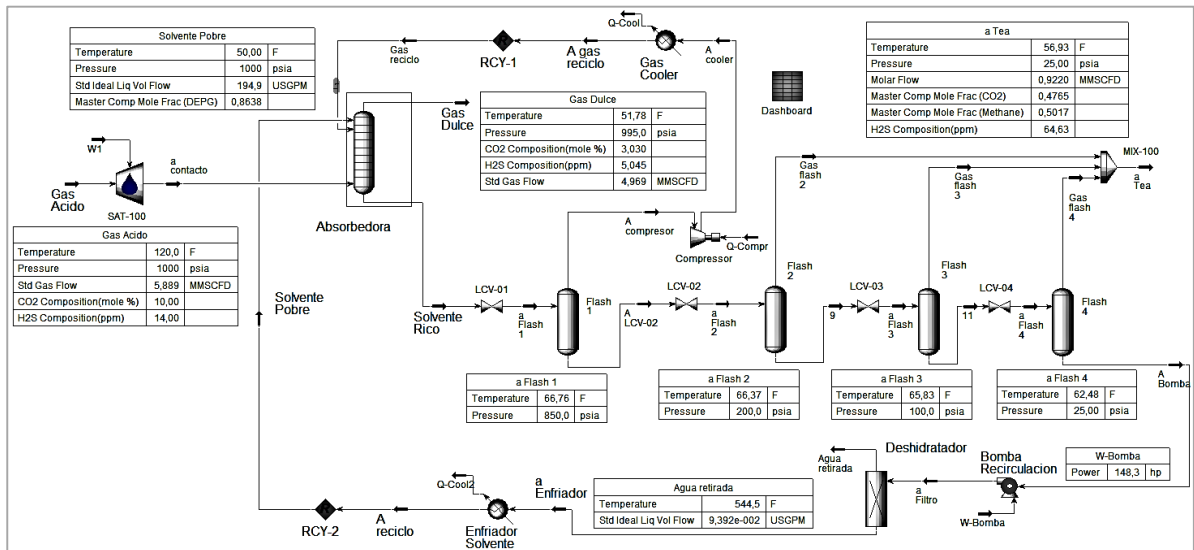 Solvente Pobre
Temperature 50,00 F
Pressure 1000 psia
Std Ideal Liq Vol Flow 194,9 USGPM
Master Comp Mole Frac (DEPG) 0,8638
Q-Cool
Gas
reciclo
RCY-1
A gas
reciclo
Gas
Cooler
A
cooler
Dashboard
a Tea
Temperature 56,93 F
Pressure 25,00 psia
Molar Flow 0,9220 MMSCFD
Master Comp Mole Frac (CO2) 0,4765
Master Comp Mole Frac (Methane) 0,5017
H2S Composition(ppm) 64,63
Gas
Dulce
Gas Dulce
Temperature 51,78 F
Pressure 995,0 psia
CO2 Composition(mole %) 3,030
H2S Composition(ppm) 5,045
Std Gas Flow 4,969 MMSCFD
W1
Gas
Acido
SAT-100
a
contacto
Absorbedora
Gas
flash
2
Gas
flash
3
Gas
flash
4
MIX-100
a
Tea
Gas Acido
Temperature 120,0 F
Pressure 1000 psia
Std Gas Flow 5,889 MMSCFD
CO2 Composition(mole %) 10,00
H2S Composition(ppm) 14,00
Solvente
Pobre
A
compresor
Q-Compr
Compressor
Solvente
Rico
LCV-01
a
Flash
1
Flash
1
A
LCV-02
LCV-02
a
Flash
2
Flash
2
9
LCV-03
a
Flash
3
Flash
3
11
LCV-04
a
Flash
4
Flash
4
A
Bomba
a Flash 1
Temperature 66,76 F
Pressure 850,0 psia
a Flash 2
Temperature 66,37 F
Pressure 200,0 psia
a Flash 3
Temperature 65,83 F
Pressure 100,0 psia
a Flash 4
Temperature 62,48 F
Pressure 25,00 psia
RCY-2
A
reciclo
Q-Cool2
Enfriador
Solvente
a
Enfriador
Agua retirada
Temperature 544,5 F
Std Ideal Liq Vol Flow 9,392e-002 USGPM
Agua
retirada
Deshidratador
a
Filtro
Bomba
Recirculacion
W-Bomba
W-Bomba
Power 148,3 hp